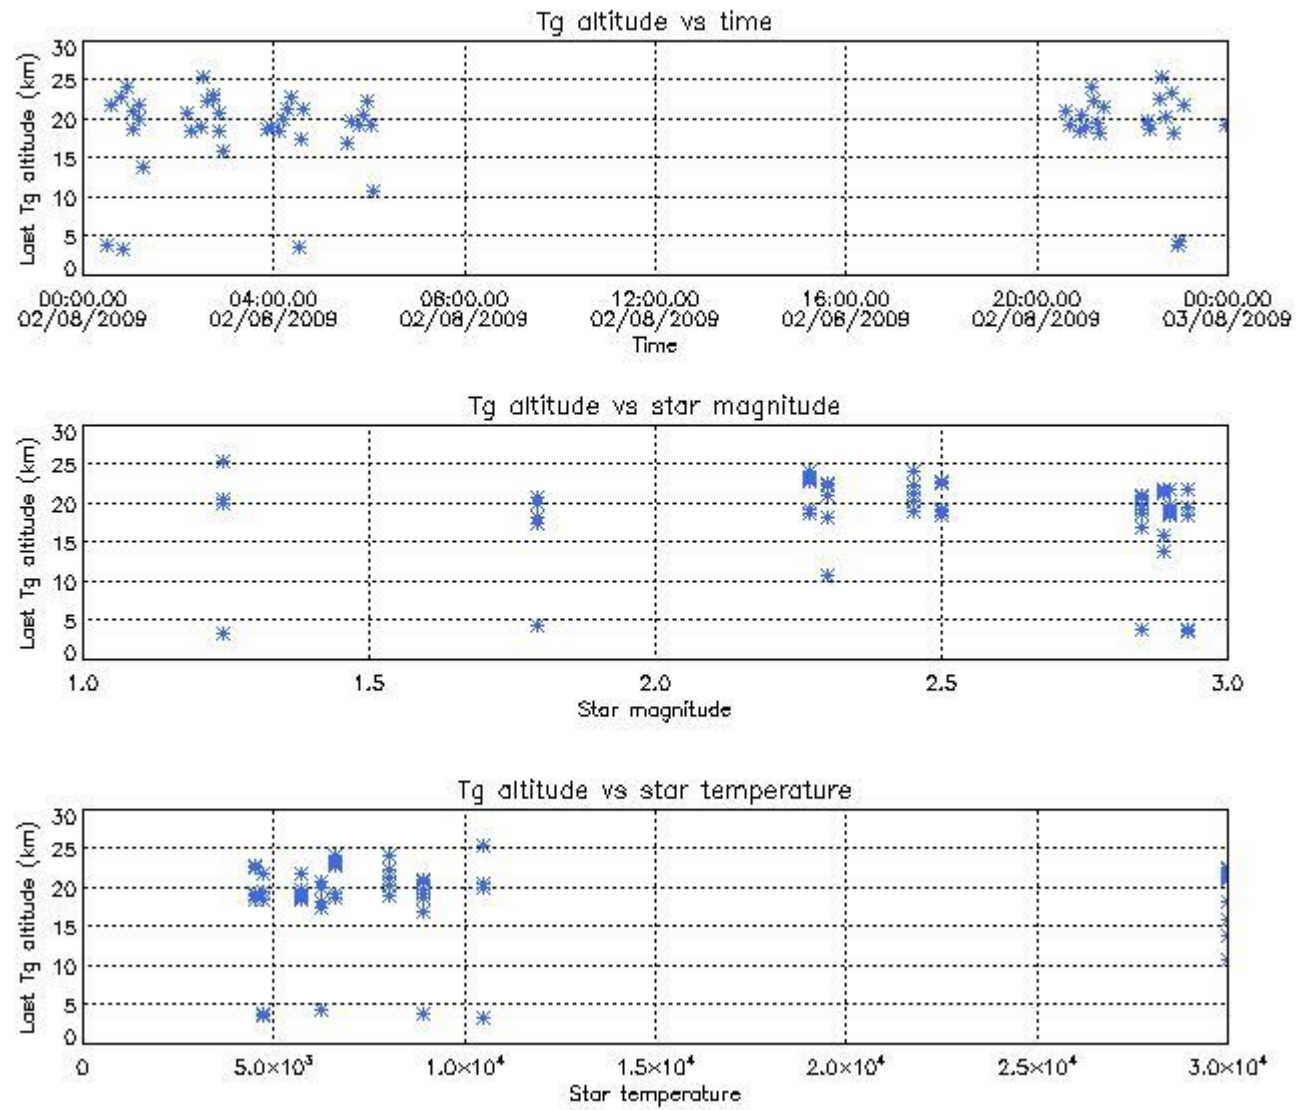 Tg altitude vs time
Last Tg altitude (km)
30
25
20
15
10
5
0
00:00.00 04:00.00 08:00.00 12:00.00 16:00.00 20:00.00 00:00.00
02/08/2009 02/08/2009 02/08/2009 02/08/2009 02/08/2009 02/08/2009 03/08/2009
Time
Tg altitude vs star magnitude
Last Tg altitude (km)
30
25
20
15
10
5
0
1.0 1.5 2.0 2.5 3.0
Star magnitude
Tg altitude vs star temperature
Last Tg altitude (km)
30
25
20
15
10
5
0
0 5.0×10³ 1.0×10⁴ 1.5×10⁴ 2.0×10⁴ 2.5×10⁴ 3.0×10⁴
Star temperature